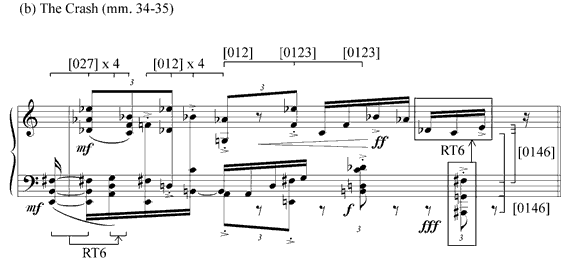 (b) The Crash (mm. 34-35)
[027] x 4 [012] x 4 [012] [0123] [0123]
3 3 3
mf ff
RT6 [0146]
mf f fff [0146]
3 3 3
RT6